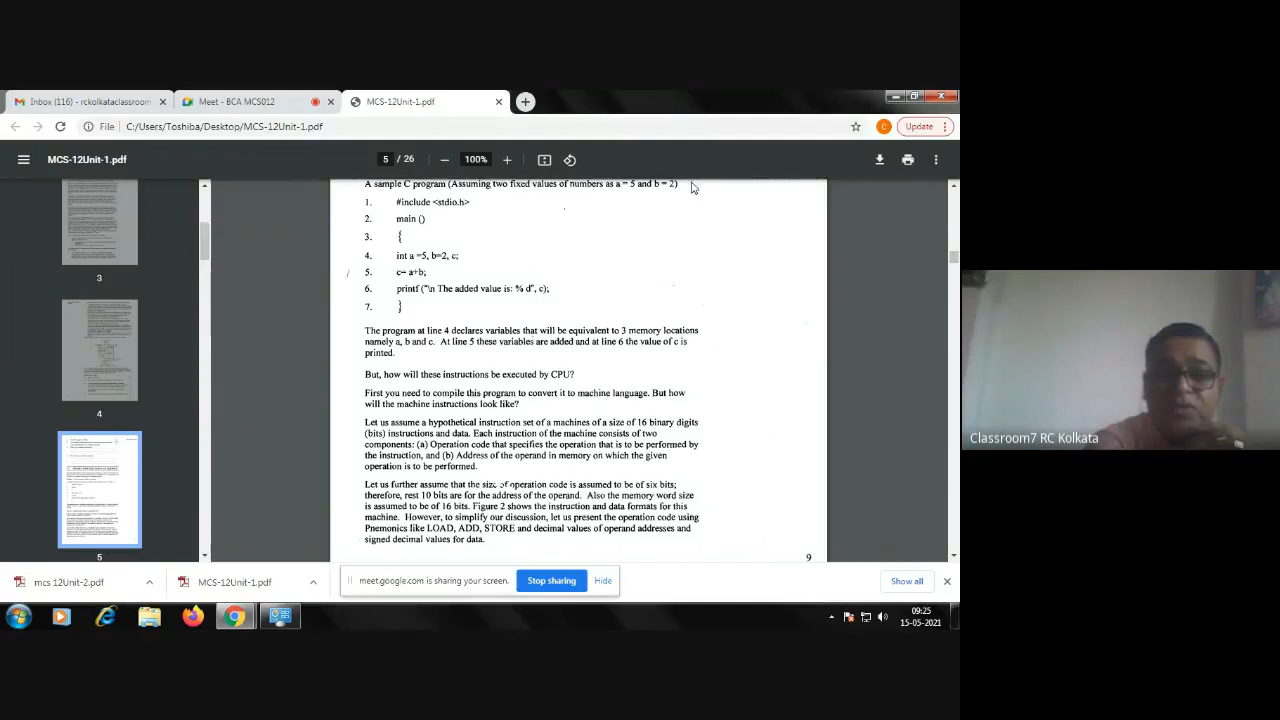 Inbox (116) - rckolkataclassroom
Meet - BCA MCS012
MCS-12Unit-1.pdf
File
C:/Users/Toshiba/Desktop/MCS-12Unit-1.pdf
C
Update
MCS-12Unit-1.pdf
5 / 26
100%
A sample C program (Assuming two fixed values of numbers as a = 5 and b = 2)
1. #include <stdio.h>
2. main ()
3. {
4. int a =5, b=2, c;
5. c= a+b;
6. printf ("\n The added value is: % d", c);
7. }
The program at line 4 declares variables that will be equivalent to 3 memory locations
namely a, b and c. At line 5 these variables are added and at line 6 the value of c is
printed.
But, how will these instructions be executed by CPU?
First you need to compile this program to convert it to machine language. But how
will the machine instructions look like?
Let us assume a hypothetical instruction set of a machines of a size of 16 binary digits
(bits) instructions and data. Each instruction of the machine consists of two
components: (a) Operation code that specifies the operation that is to be performed by
the instruction, and (b) Address of the operand in memory on which the given
operation is to be performed.
Let us further assume that the size of operation code is assumed to be of six bits;
therefore, rest 10 bits are for the address of the operand. Also the memory word size
is assumed to be of 16 bits. Figure 2 shows the instruction and data formats for this
machine. However, to simplify our discussion, let us present the operation code using
Pnemonics like LOAD, ADD, STORE and decimal values of operand addresses and
signed decimal values for data.
9
3
4
5
Classroom7 RC Kolkata
mcs 12Unit-2.pdf
MCS-12Unit-1.pdf
meet.google.com is sharing your screen.
Stop sharing
Hide
Show all
09:25
15-05-2021